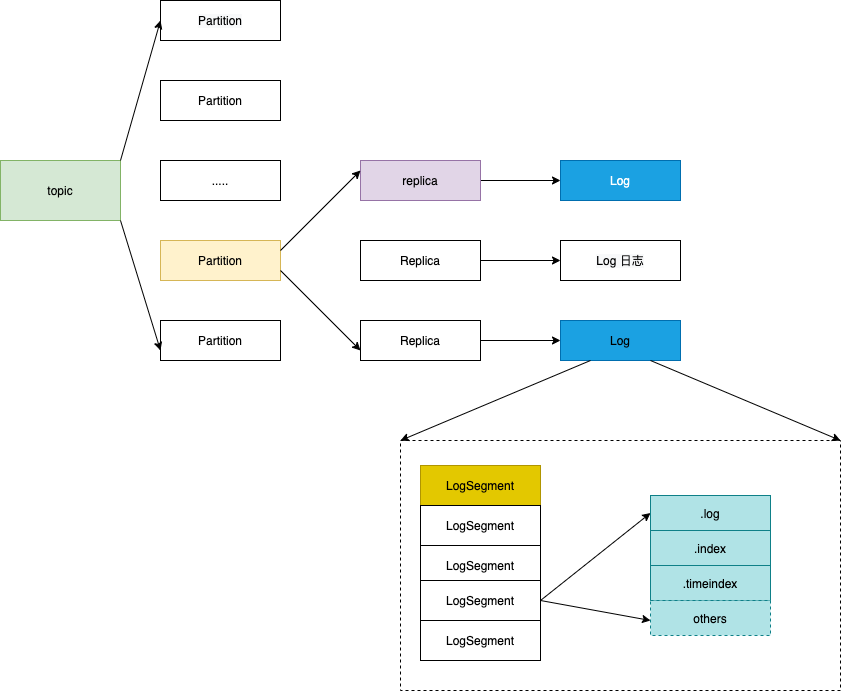 Partition
Partition
topic
.....
replica
Log
Partition
Replica
Log 日志
Partition
Replica
Log
LogSegment
LogSegment
LogSegment
LogSegment
LogSegment
.log
.index
.timeindex
others